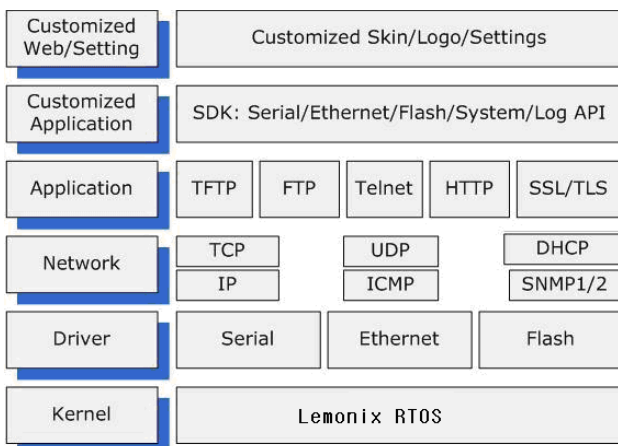 Customized
Web/Setting
Customized Skin/Logo/Settings
Customized
Application
SDK: Serial/Ethernet/Flash/System/Log API
Application
TFTP
FTP
Telnet
HTTP
SSL/TLS
Network
TCP
UDP
DHCP
IP
ICMP
SNMP1/2
Driver
Serial
Ethernet
Flash
Kernel
Lemonix RTOS